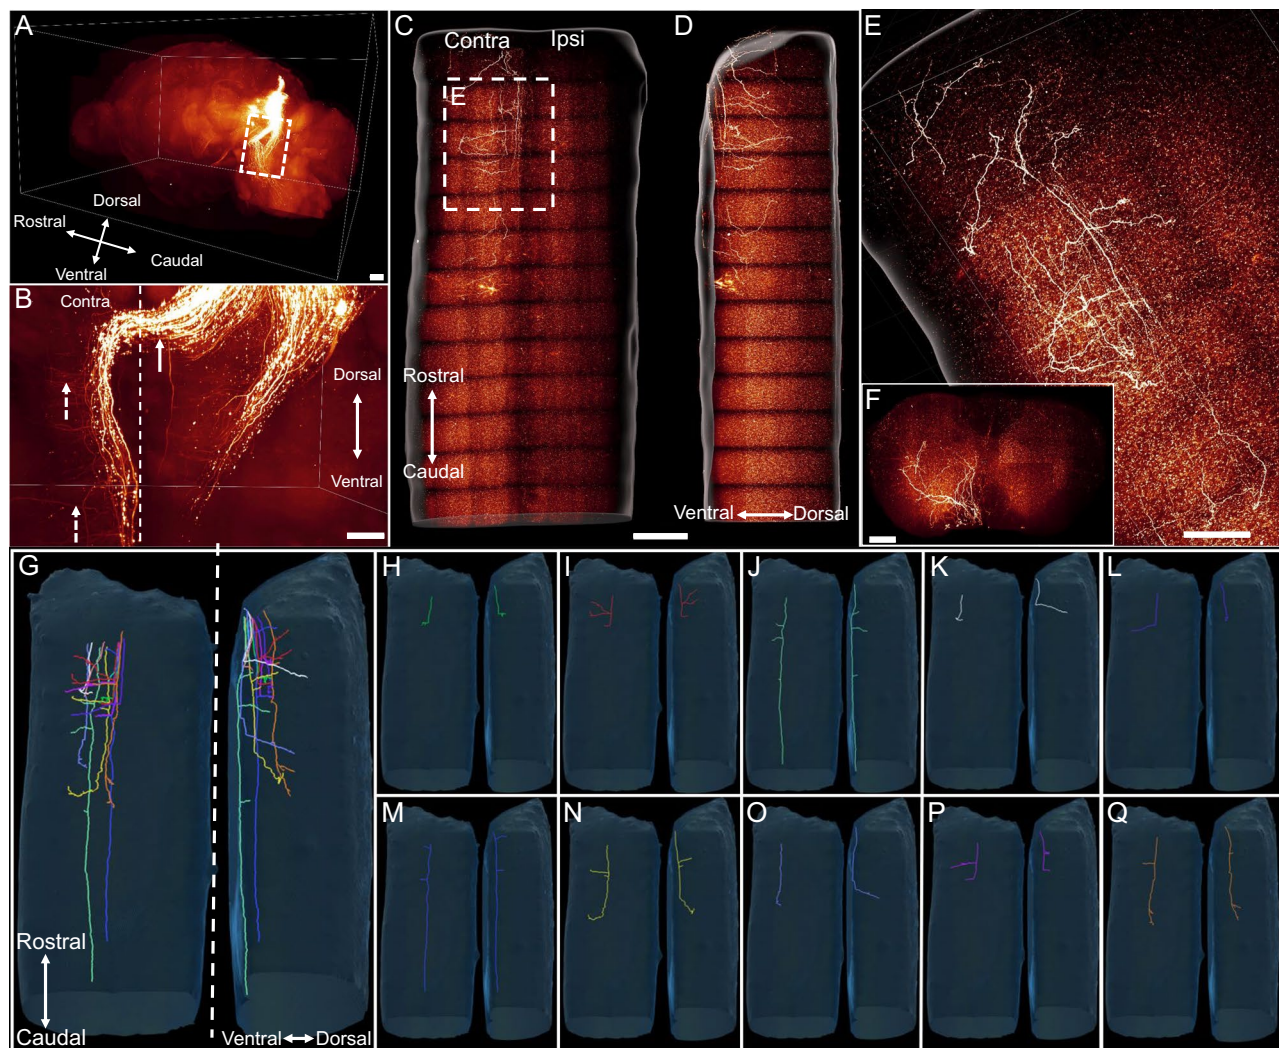 A
Dorsal
Rostral
Caudal
Ventral
B
Contra
Dorsal
Ventral
C
Contra
Ipsi
E
Rostral
Caudal
D
Ventral
Dorsal
E
F
G
Rostral
Caudal
Ventral
Dorsal
H
I
J
K
L
M
N
O
P
Q